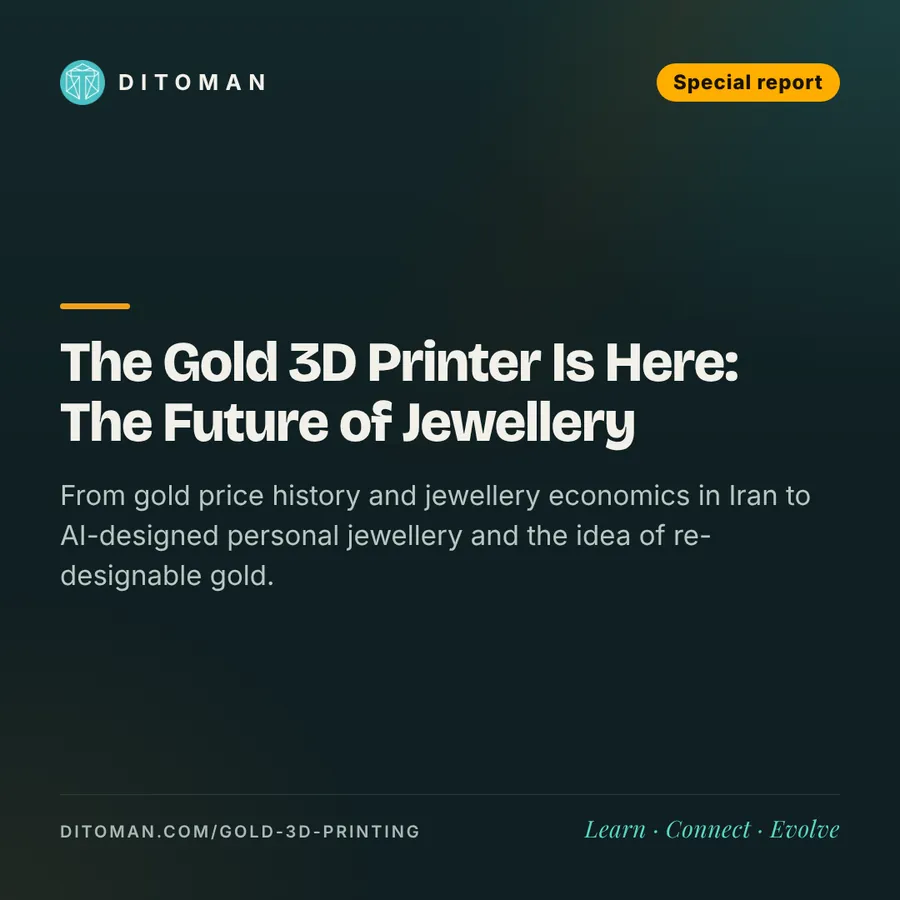 DITOMAN
Special report
The Gold 3D Printer Is Here:
The Future of Jewellery
From gold price history and jewellery economics in Iran to
AI-designed personal jewellery and the idea of re-
designable gold.
DITOMAN.COM/GOLD-3D-PRINTING
Learn · Connect · Evolve